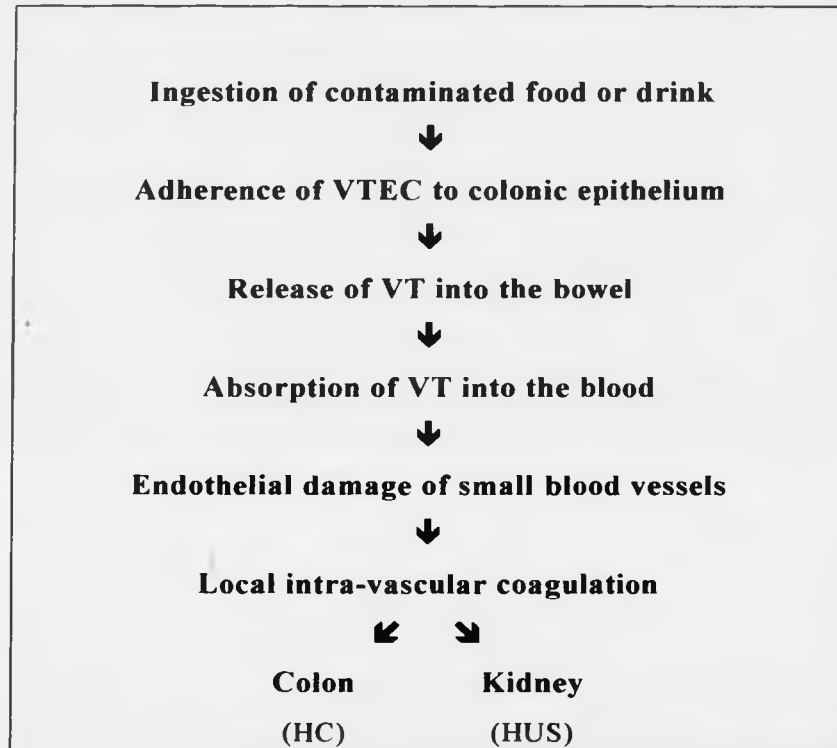 Ingestion of contaminated food or drink
Adherence of VTEC to colonic epithelium
Release of VT into the bowel
Absorption of VT into the blood
Endothelial damage of small blood vessels
Local intra-vascular coagulation
Colon Kidney
(HC) (HUS)